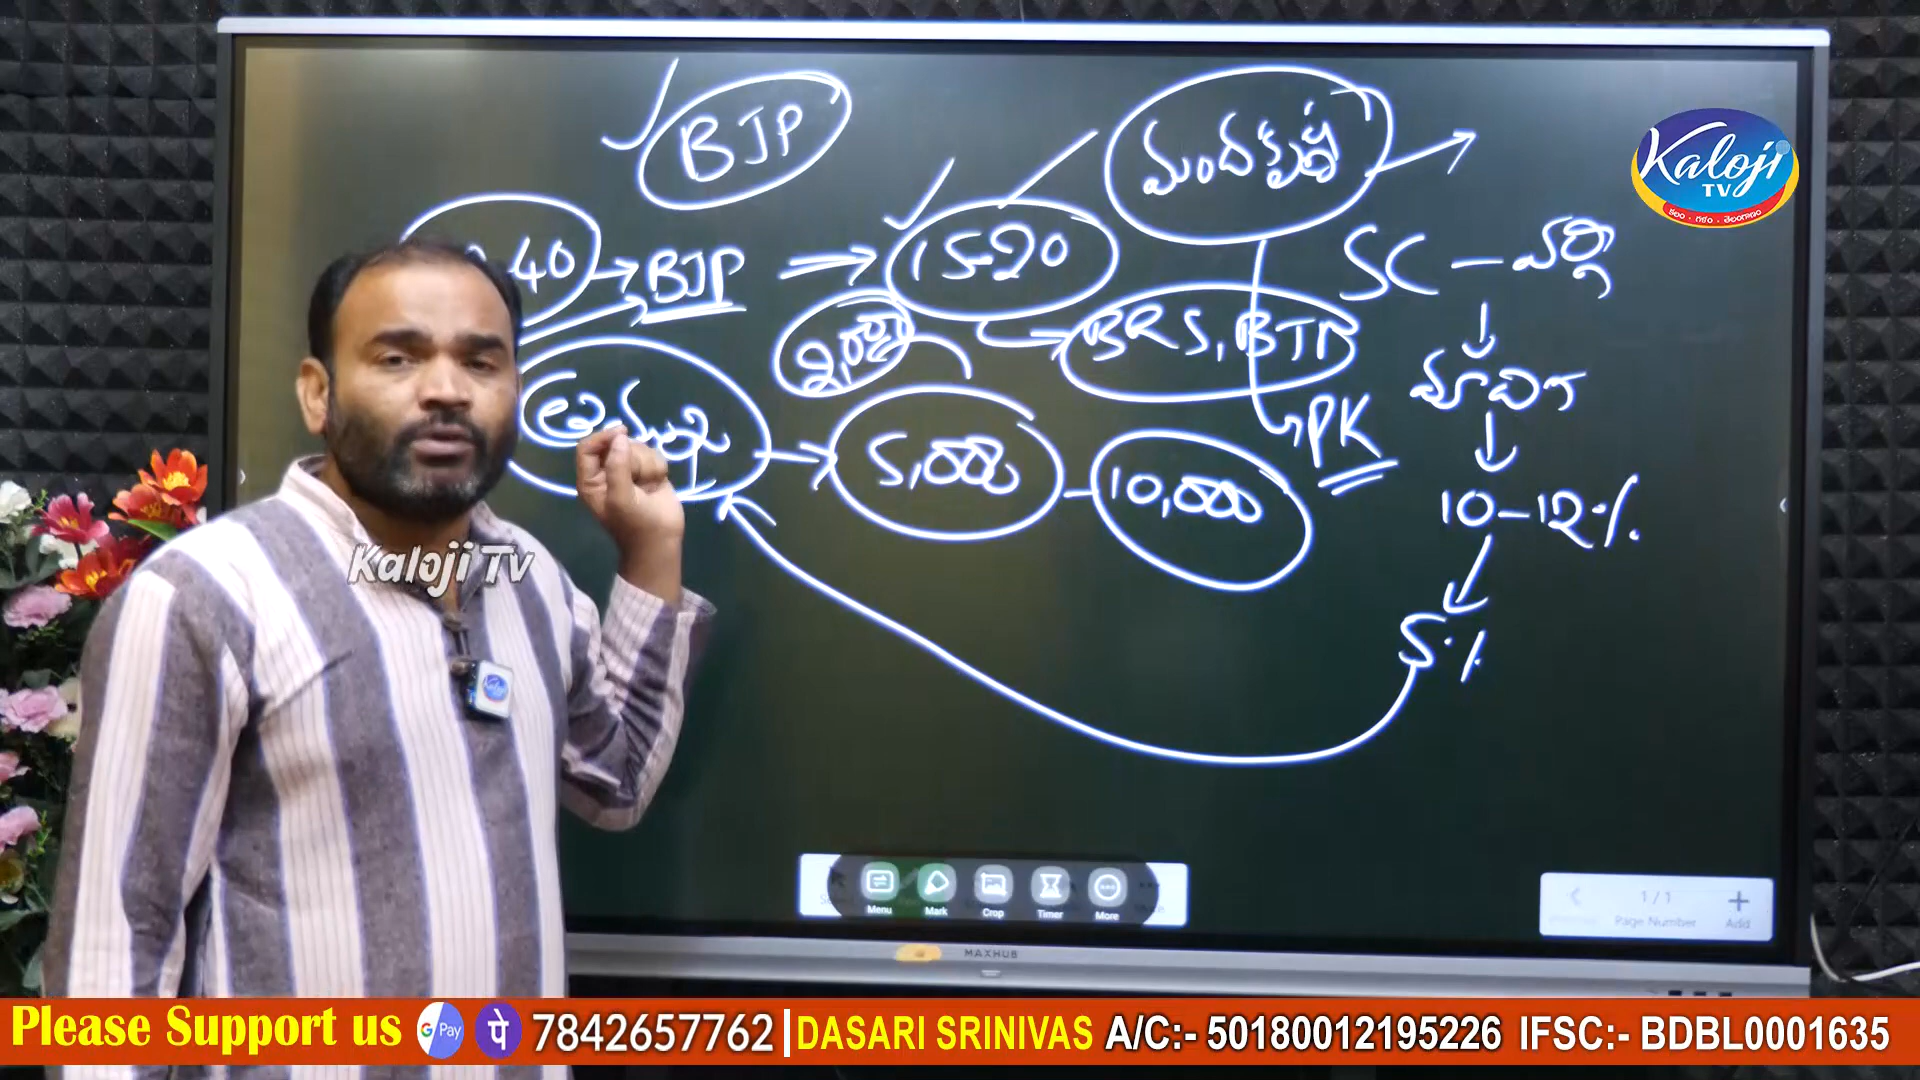 BJP
మందకృష్ణ
Kaloji
TV
కలం · గళం · తెలంగాణం
40 → BJP → 15-20
SC - వర్గీ
BRS, BJP
మాదిగ
5,000 - 10,000
PK
10-12%
5%
Kaloji Tv
Menu Mark Crop Timer More
1/1
Page Number Add
MAXHUB
Please Support us G Pay पे 7842657762 | DASARI SRINIVAS A/C:- 50180012195226 IFSC:- BDBL0001635